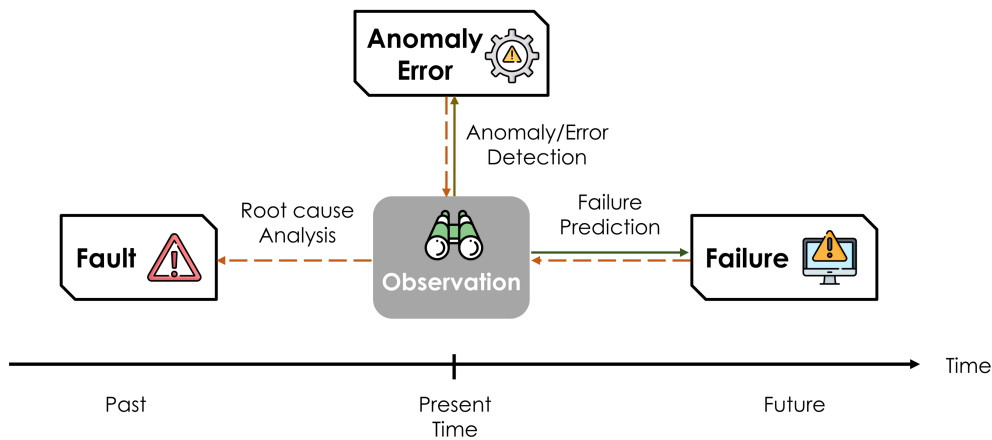 Anomaly
Error
Anomaly/Error
Detection
Root cause
Analysis
Failure
Prediction
Fault
Observation
Failure
Time
Past
Present
Time
Future